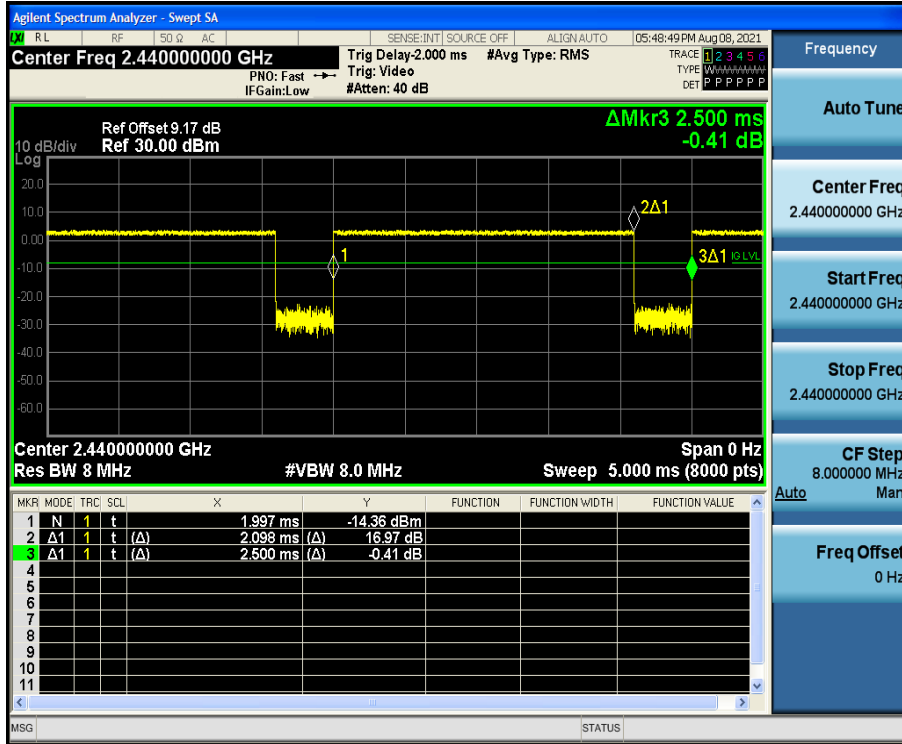 Agilent Spectrum Analyzer - Swept SA
LXI RL RF 50 Ω AC SENSE:INT SOURCE OFF ALIGNAUTO 05:48:49 PM Aug 08, 2021
Center Freq 2.440000000 GHz
PNO: Fast
IFGain:Low
Trig Delay-2.000 ms
Trig: Video
#Atten: 40 dB
#Avg Type: RMS
TRACE 1 2 3 4 5 6
TYPE WWWWWW
DET P P P P P P
Frequency
Auto Tune
Center Freq
2.440000000 GHz
Start Freq
2.440000000 GHz
Stop Freq
2.440000000 GHz
CF Step
8.000000 MHz
Auto Man
Freq Offset
0 Hz
ΔMkr3 2.500 ms
-0.41 dB
Ref Offset 9.17 dB
10 dB/div Ref 30.00 dBm
Log
20.0
10.0
0.00
-10.0
-20.0
-30.0
-40.0
-50.0
-60.0
1
2Δ1
3Δ1
Center 2.440000000 GHz Span 0 Hz
Res BW 8 MHz #VBW 8.0 MHz Sweep 5.000 ms (8000 pts)
MKR MODE TRC SCL X Y FUNCTION FUNCTION WIDTH FUNCTION VALUE
1 N 1 t 1.997 ms -14.36 dBm
2 Δ1 1 t (Δ) 2.098 ms (Δ) 16.97 dB
3 Δ1 1 t (Δ) 2.500 ms (Δ) -0.41 dB
4
5
6
7
8
9
10
11
MSG STATUS